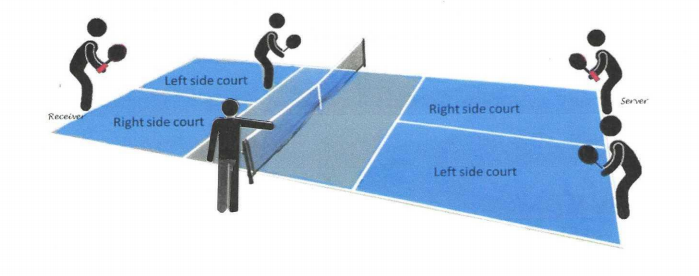 Left side court
Right side court
Receiver
Right side court
Server
Left side court